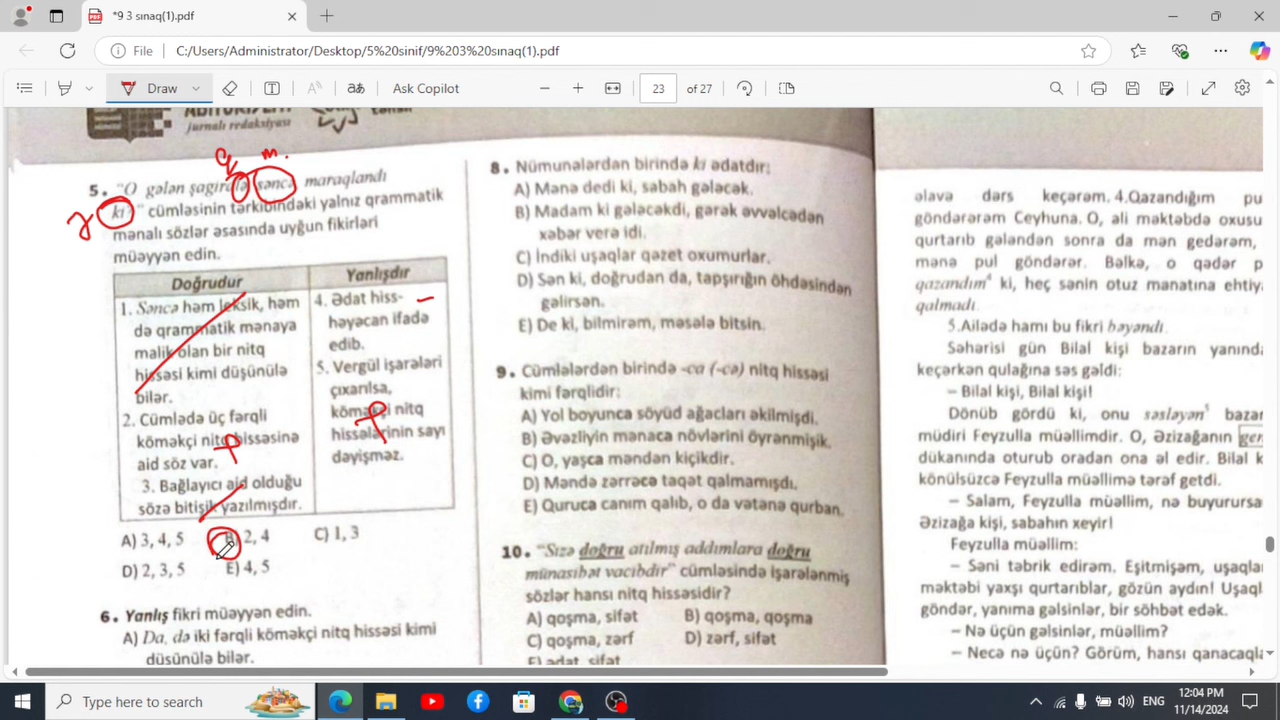 *9 3 sınaq(1).pdf
File
C:/Users/Administrator/Desktop/5%20sinif/9%203%20sınaq(1).pdf
Draw
Ask Copilot
23
of 27
jurnalı redaksiyası
q
m.
5. "O gələn şagirdlə səncə maraqlandı
ki?" cümləsinin tərkibindəki yalnız qrammatik
mənalı sözlər əsasında uyğun fikirləri
müəyyən edin.
Doğrudur
1. Səncə həm leksik, həm
də qrammatik mənaya
malik olan bir nitq
hissəsi kimi düşünülə
bilər.
2. Cümlədə üç fərqli
köməkçi nitq hissəsinə
aid söz var.
3. Bağlayıcı aid olduğu
sözə bitişik yazılmışdır.
Yanlışdır
4. Ədat hiss-
həyəcan ifadə
edib.
5. Vergül işarələri
çıxarılsa,
köməkçi nitq
hissələrinin sayı
dəyişməz.
A) 3, 4, 5
B) 2, 4
C) 1, 3
D) 2, 3, 5
E) 4, 5
6. Yanlış fikri müəyyən edin.
A) Da, də iki fərqli köməkçi nitq hissəsi kimi
düşünülə bilər.
8. Nümunələrdən birində ki ədatdır:
A) Mənə dedi ki, sabah gələcək.
B) Madam ki gələcəkdi, gərək əvvəlcədən
xəbər verə idi.
C) İndiki uşaqlar qəzet oxumurlar.
D) Sən ki, doğrudan da, tapşırığın öhdəsindən
gəlirsən.
E) De ki, bilmirəm, məsələ bitsin.
9. Cümlələrdən birində -ca (-cə) nitq hissəsi
kimi fərqlidir:
A) Yol boyunca söyüd ağacları əkilmişdi.
B) Əvəzliyin mənaca növlərini öyrənmişik.
C) O, yaşca məndən kiçikdir.
D) Məndə zərrəcə taqət qalmamışdı.
E) Quruca canım qalıb, o da vətənə qurban.
10. "Sizə doğru atılmış addımlara doğru
münasibət vacibdir" cümləsində işarələnmiş
sözlər hansı nitq hissəsidir?
A) qoşma, sifət
B) qoşma, qoşma
C) qoşma, zərf
D) zərf, sifət
E) ədat, sifət
əlavə dərs keçərəm. 4.Qazandığım pu
göndərərəm Ceyhuna. O, ali məktəbdə oxusu
qurtarıb gələndən sonra da mən gedərəm,
mənə pul göndərər. Bəlkə, o qədər p
qazandım⁴ ki, heç sənin otuz manatına ehtiy
qalmadı.
5.Ailədə hamı bu fikri bəyəndi.
Səhərisi gün Bilal kişi bazarın yanında
keçərkən qulağına səs gəldi:
– Bilal kişi, Bilal kişi!
Dönüb gördü ki, onu səsləyən⁵ bazar
müdiri Feyzulla müəllimdir. O, Əzizağanın gen
dükanında oturub oradan ona əl edir. Bilal k
könülsüzcə Feyzulla müəllimə tərəf getdi.
– Salam, Feyzulla müəllim, nə buyurursa
Əzizağa kişi, sabahın xeyir!
Feyzulla müəllim:
– Səni təbrik edirəm. Eşitmişəm, uşaqla
məktəbi yaxşı qurtarıblar, gözün aydın! Uşaql
göndər, yanıma gəlsinlər, bir söhbət edək.
– Nə üçün gəlsinlər, müəllim?
– Necə nə üçün? Görüm, hansı qanacaqla
Type here to search
ENG
12:04 PM
11/14/2024